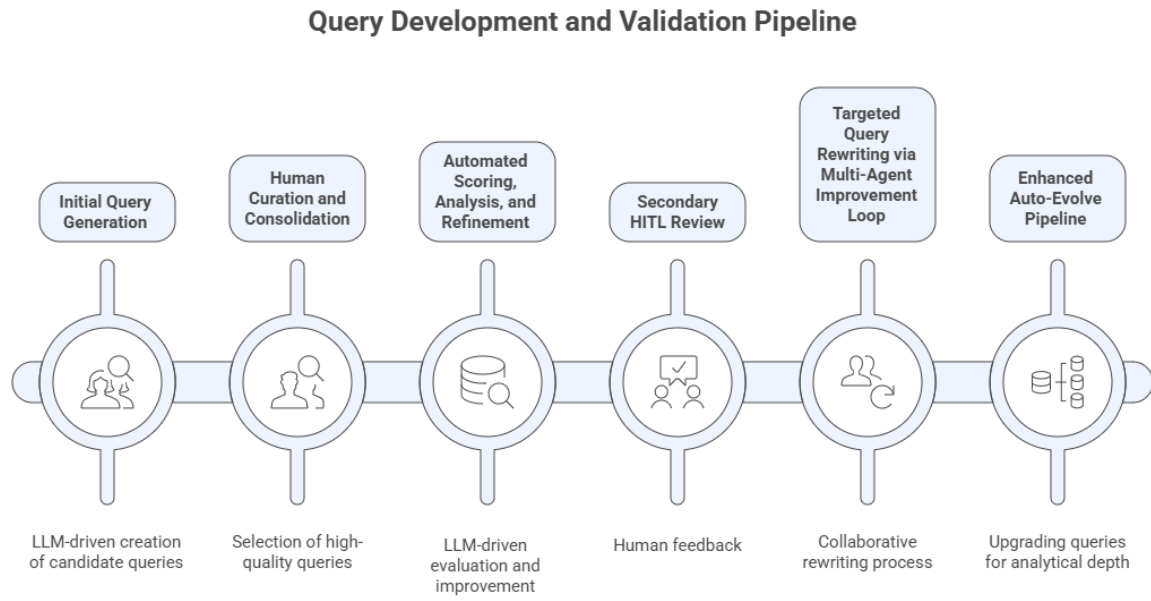 Query Development and Validation Pipeline
Initial Query
Generation
Human
Curation and
Consolidation
Automated
Scoring,
Analysis, and
Refinement
Secondary
HITL Review
Targeted
Query
Rewriting via
Multi-Agent
Improvement
Loop
Enhanced
Auto-Evolve
Pipeline
LLM-driven creation
of candidate queries
Selection of high-
quality queries
LLM-driven
evaluation and
improvement
Human feedback
Collaborative
rewriting process
Upgrading queries
for analytical depth